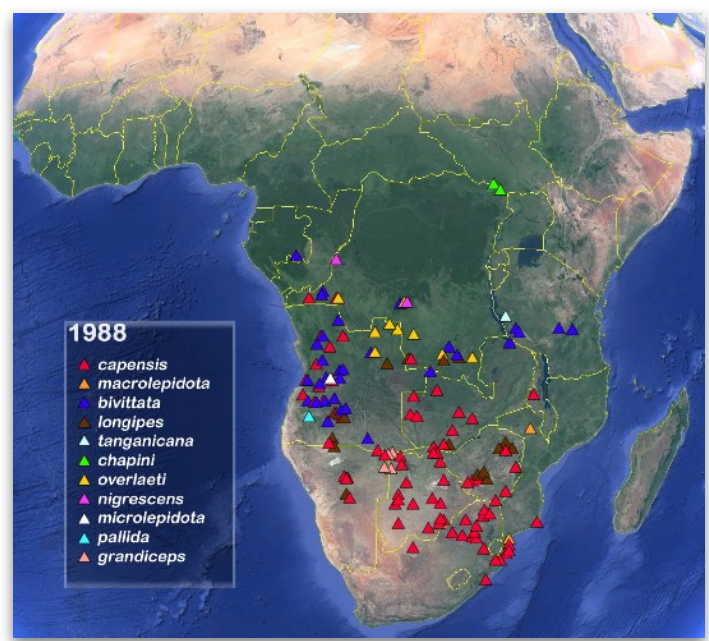 1988
capensis
macrolepidota
bivittata
longipes
tanganicana
chapini
overlaeti
nigrescens
microlepidota
pallida
grandiceps